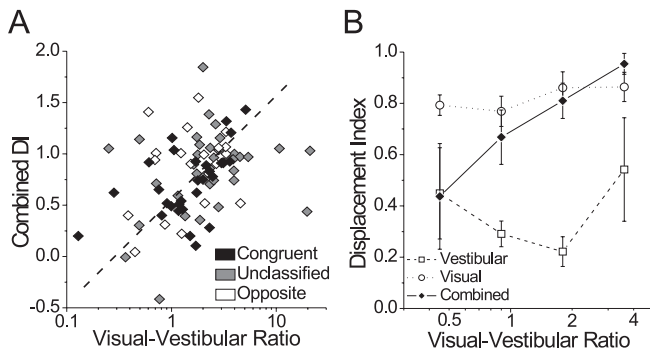 A
Combined DI
2.0
1.5
1.0
0.5
0.0
-0.5
0.1
1
10
Visual-Vestibular Ratio
Congruent
Unclassified
Opposite
B
Displacement Index
1.0
0.8
0.6
0.4
0.2
0.0
0.5
1
2
4
Visual-Vestibular Ratio
Vestibular
Visual
Combined